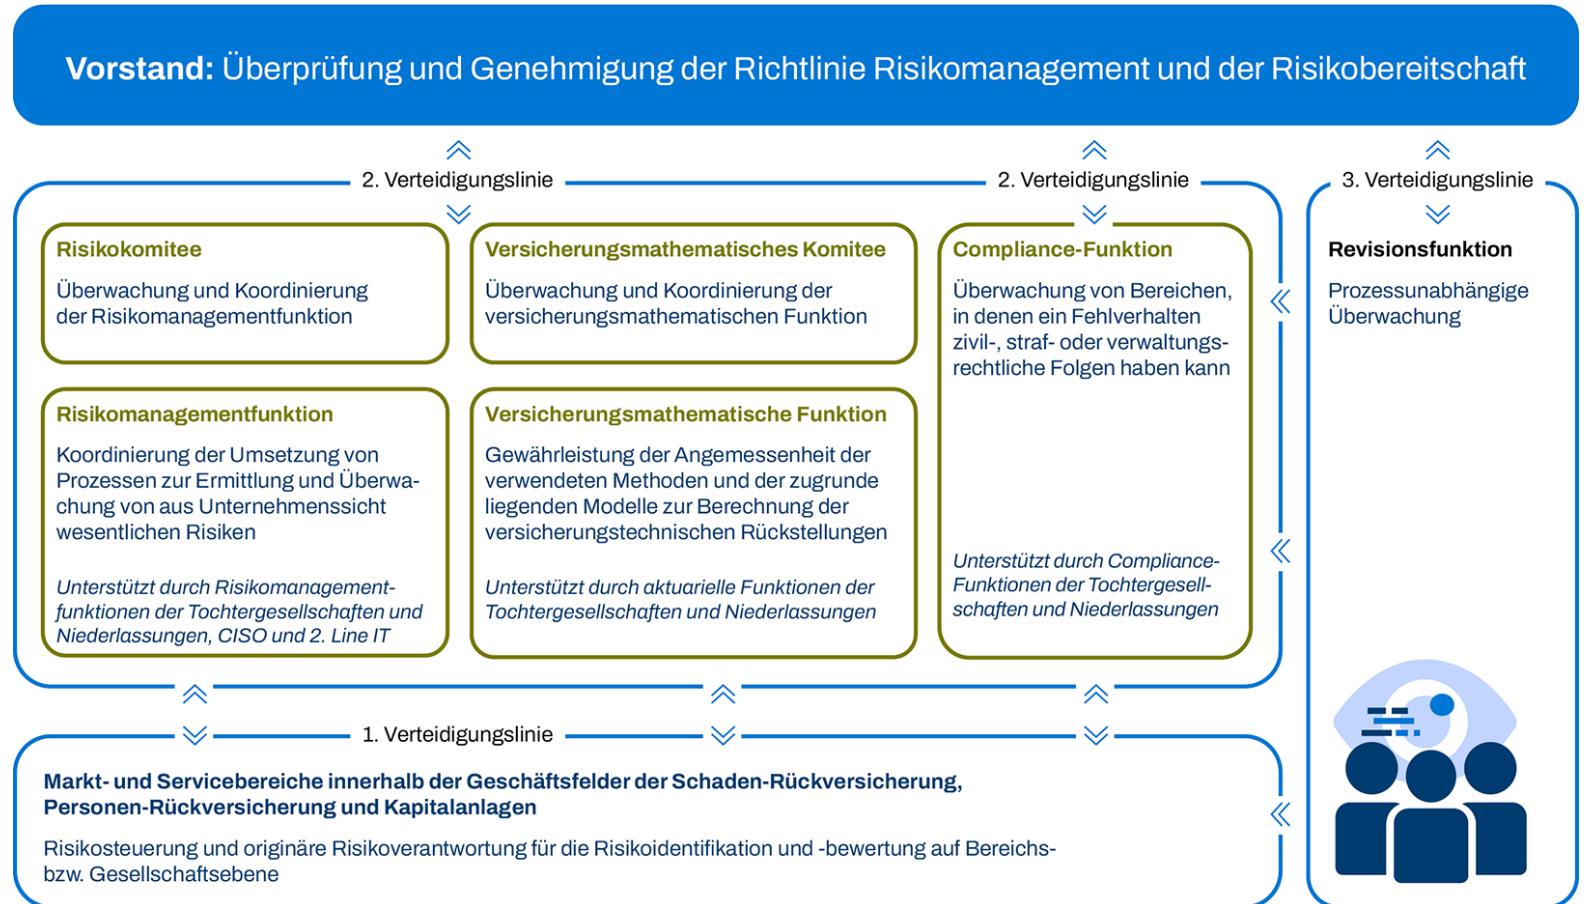 Vorstand: Überprüfung und Genehmigung der Richtlinie Risikomanagement und der Risikobereitschaft
2. Verteidigungslinie
2. Verteidigungslinie
3. Verteidigungslinie
Risikokomitee
Überwachung und Koordinierung
der Risikomanagementfunktion
Versicherungsmathematisches Komitee
Überwachung und Koordinierung der
versicherungsmathematischen Funktion
Compliance-Funktion
Überwachung von Bereichen,
in denen ein Fehlverhalten
zivil-, straf- oder verwaltungs-
rechtliche Folgen haben kann
Unterstützt durch Compliance-
Funktionen der Tochtergesell-
schaften und Niederlassungen
Revisionsfunktion
Prozessunabhängige
Überwachung
Risikomanagementfunktion
Koordinierung der Umsetzung von
Prozessen zur Ermittlung und Überwa-
chung von aus Unternehmenssicht
wesentlichen Risiken
Unterstützt durch Risikomanagement-
funktionen der Tochtergesellschaften und
Niederlassungen, CISO und 2. Line IT
Versicherungsmathematische Funktion
Gewährleistung der Angemessenheit der
verwendeten Methoden und der zugrunde
liegenden Modelle zur Berechnung der
versicherungstechnischen Rückstellungen
Unterstützt durch aktuarielle Funktionen der
Tochtergesellschaften und Niederlassungen
1. Verteidigungslinie
Markt- und Servicebereiche innerhalb der Geschäftsfelder der Schaden-Rückversicherung,
Personen-Rückversicherung und Kapitalanlagen
Risikosteuerung und originäre Risikoverantwortung für die Risikoidentifikation und -bewertung auf Bereichs-
bzw. Gesellschaftsebene